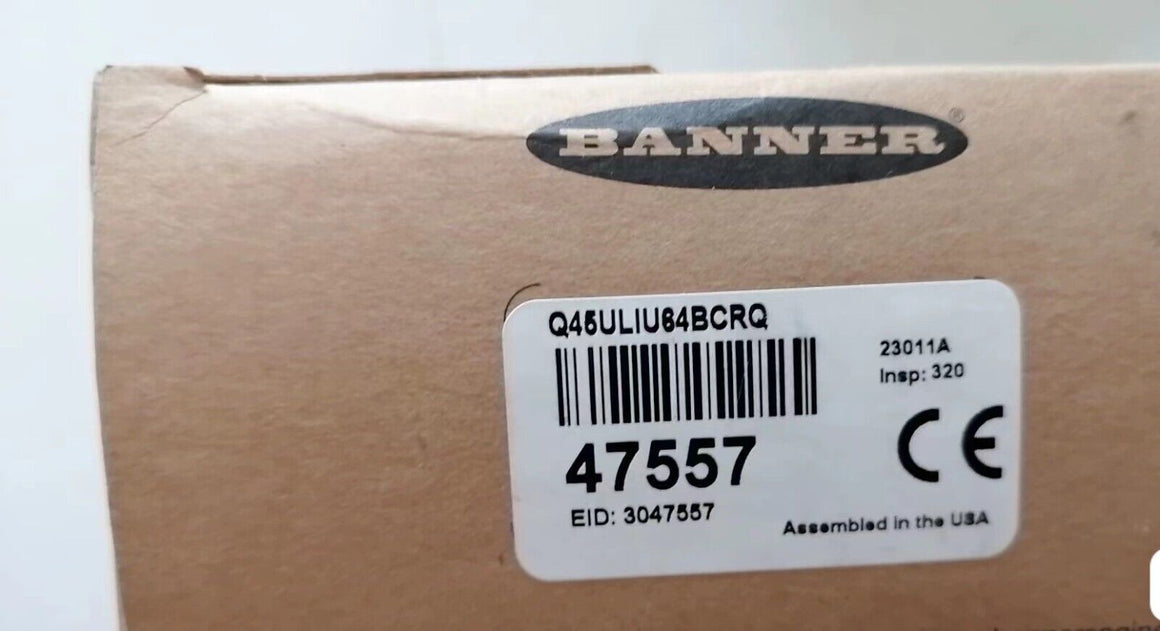 BANNER®
Q45ULIU64BCRQ
23011A
Insp: 320
47557
CE
EID: 3047557
Assembled in the USA